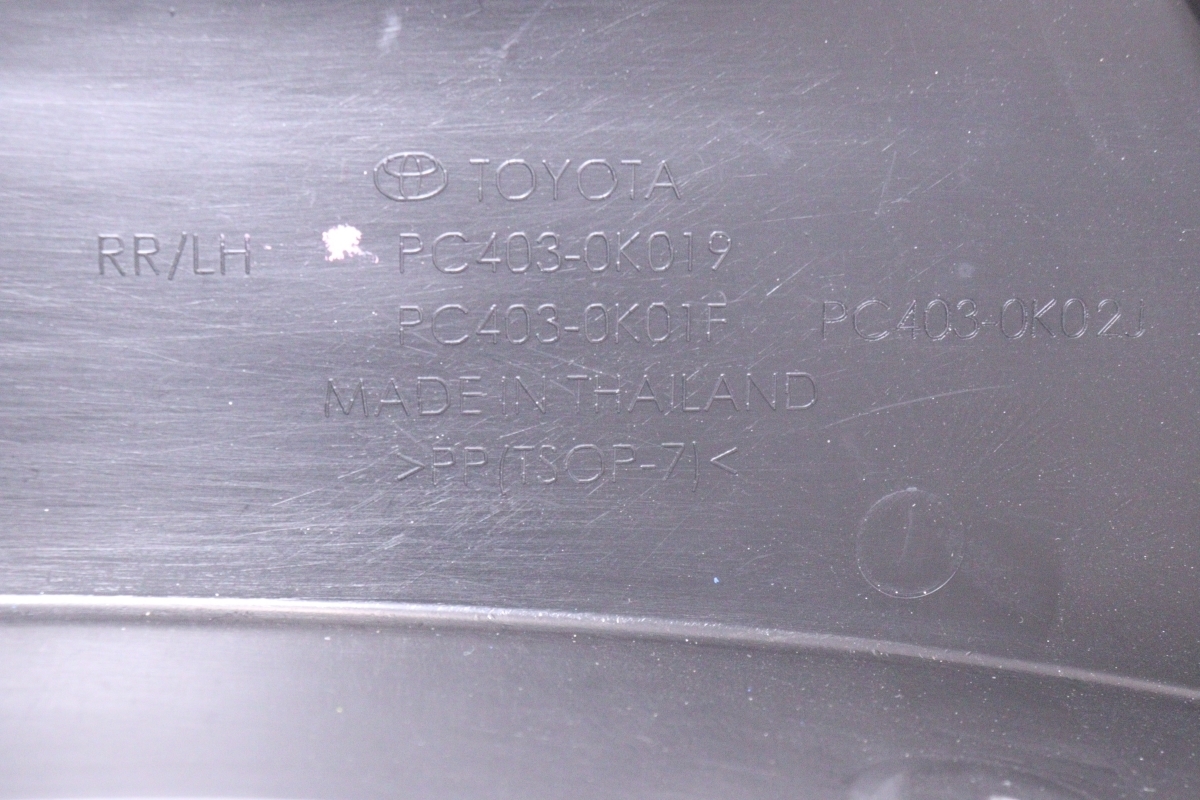 TOYOTA
RR/LH PC403-0K019
PC403-0K01F PC403-0K02J
MADE IN THAILAND
>PP(TSOP-7)<